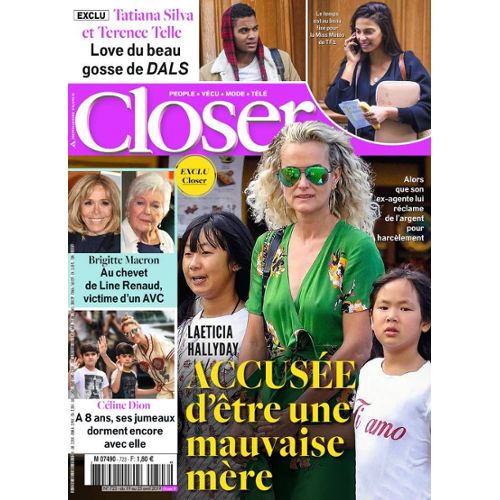 EXCLU Tatiana Silva
et Terence Telle
Love du beau
gosse de DALS
Le temps
est au beau
fixe pour
la Miss Météo
de TF1.
PEOPLE • VÉCU • MODE • TÉLÉ
Closer
EXCLU
Closer
Alors
que son
ex-agente lui
réclame
de l'argent
pour
harcèlement
Brigitte Macron
Au chevet
de Line Renaud,
victime d'un AVC
LAETICIA
HALLYDAY
ACCUSÉE
d'être une
mauvaise
mère
Ti amo
Céline Dion
A 8 ans, ses jumeaux
dorment encore
avec elle
M 07490 - 723 - F: 1,60 €